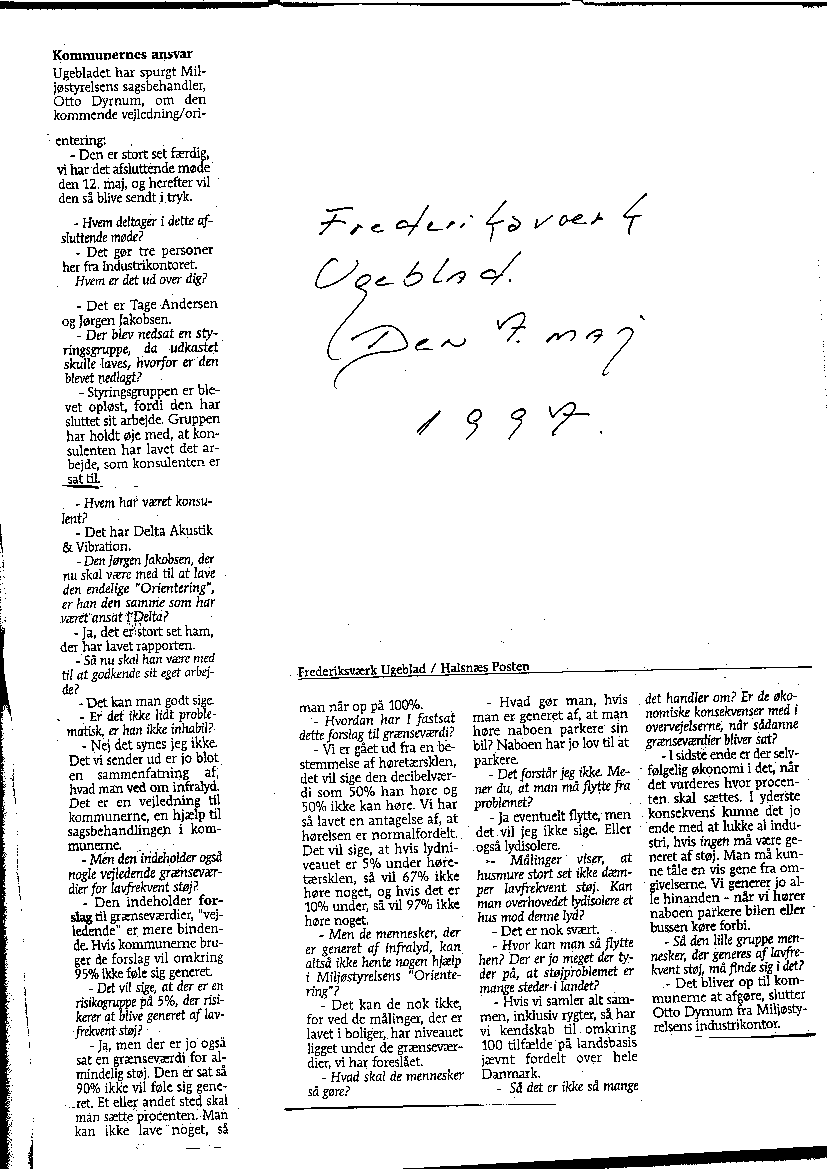 Kommunernes ansvar
Ugebladet har spurgt Mil-
jøstyrelsens sagsbehandler,
Otto Dyrnum, om den
kommende vejledning/ori-
entering:
- Den er stort set færdig,
vi har det afsluttende møde
den 12. maj, og herefter vil
den så blive sendt i tryk.
- Hvem deltager i dette af-
sluttende møde?
- Det gør tre personer
her fra Industrikontoret.
Hvem er det ud over dig?
- Det er Tage Andersen
og Jørgen Jakobsen.
- Der blev nedsat en sty-
ringsgruppe, da udkastet
skulle laves, hvorfor er den
blevet nedlagt?
- Styringsgruppen er ble-
vet opløst, fordi den har
sluttet sit arbejde. Gruppen
har holdt øje med, at kon-
sulenten har lavet det ar-
bejde, som konsulenten er
sat til.
- Hvem har været konsu-
lent?
- Det har Delta Akustik
& Vibration.
- Den Jørgen Jakobsen, der
nu skal være med til at lave
den endelige "Orientering",
er han den samme som har
været ansat i Delta?
- Ja, det er stort set ham,
der har lavet rapporten.
- Så nu skal han være med
til at godkende sit eget arbej-
de?
- Det kan man godt sige.
- Er det ikke lidt proble-
matisk, er han ikke inhabil?
- Nej det synes jeg ikke.
Det vi sender ud er jo blot
en sammenfatning af,
hvad man ved om infralyd.
Det er en vejledning til
kommunerne, en hjælp til
sagsbehandlingen i kom-
munerne.
- Men den indeholder også
nogle vejledende grænsevær-
dier for lavfrekvent støj?
- Den indeholder for-
slag til grænseværdier, "vej-
ledende" er mere binden-
de. Hvis kommunerne bru-
ger de forslag vil omkring
95% ikke føle sig generet.
- Det vil sige, at der er en
risikogruppe på 5%, der risi-
kerer at blive generet af lav-
frekvent støj?
- Ja, men der er jo også
sat en grænseværdi for al-
mindelig støj. Den er sat så
90% ikke vil føle sig gene-
ret. Et eller andet sted skal
man sætte procenten. Man
kan ikke lave noget, så
Frederiksværk
Ugeblad.
Den 7. maj
1997.
Frederiksværk Ugeblad / Halsnæs Posten
man når op på 100%.
- Hvordan har I fastsat
dette forslag til grænseværdi?
- Vi er gået ud fra en be-
stemmelse af høretærsklen,
det vil sige den decibelvær-
di som 50% han høre og
50% ikke kan høre. Vi har
så lavet en antagelse af, at
hørelsen er normalfordelt.
Det vil sige, at hvis lydni-
veauet er 5% under høre-
tærsklen, så vil 67% ikke
høre noget, og hvis det er
10% under, så vil 97% ikke
høre noget.
- Men de mennesker, der
er generet af infralyd, kan
altså ikke hente nogen hjælp
i Miljøstyrelsens "Oriente-
ring"?
- Det kan de nok ikke,
for ved de målinger, der er
lavet i boliger, har niveauet
ligget under de grænsevær-
dier, vi har foreslået.
- Hvad skal de mennesker
så gøre?
- Hvad gør man, hvis
man er generet af, at man
høre naboen parkere sin
bil? Naboen har jo lov til at
parkere.
- Det forstår jeg ikke. Me-
ner du, at man må flytte fra
problemet?
- Ja eventuelt flytte, men
det vil jeg ikke sige. Eller
også lydisolere.
- Målinger viser, at
husmure stort set ikke dæm-
per lavfrekvent støj. Kan
man overhovedet lydisolere et
hus mod denne lyd?
- Det er nok svært.
- Hvor kan man så flytte
hen? Der er jo meget der ty-
der på, at støjproblemet er
mange steder i landet?
- Hvis vi samler alt sam-
men, inklusiv rygter, så har
vi kendskab til omkring
100 tilfælde på landsbasis
jævnt fordelt over hele
Danmark.
- Så det er ikke så mange
det handler om? Er de øko-
nomiske konsekvenser med i
overvejelserne, når sådanne
grænseværdier bliver sat?
- I sidste ende er der selv-
følgelig økonomi i det, når
det vurderes hvor procen-
ten skal sættes. I yderste
konsekvens kunne det jo
ende med at lukke al indu-
stri, hvis ingen må være ge-
neret af støj. Man må kun-
ne tåle en vis gene fra om-
givelserne. Vi generer jo al-
le hinanden - når vi hører
naboen parkere bilen eller
bussen køre forbi.
- Så den lille gruppe men-
nesker, der generes af lavfre-
kvent støj, må finde sig i det?
- Det bliver op til kom-
munerne at afgøre, slutter
Otto Dyrnum fra Miljøsty-
relsens industrikontor.